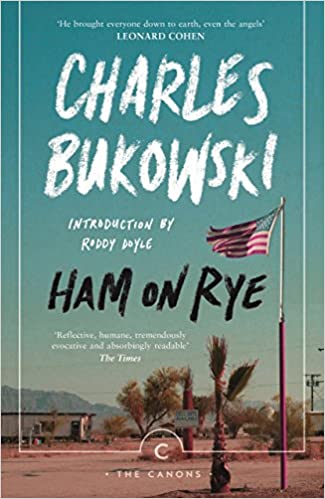 'He brought everyone down to earth, even the angels'
LEONARD COHEN
CHARLES
BUKOWSKI
INTRODUCTION BY
RODDY DOYLE
HAM ON RYE
'Reflective, humane, tremendously
evocative and absorbingly readable'
The Times
C
• THE CANONS •